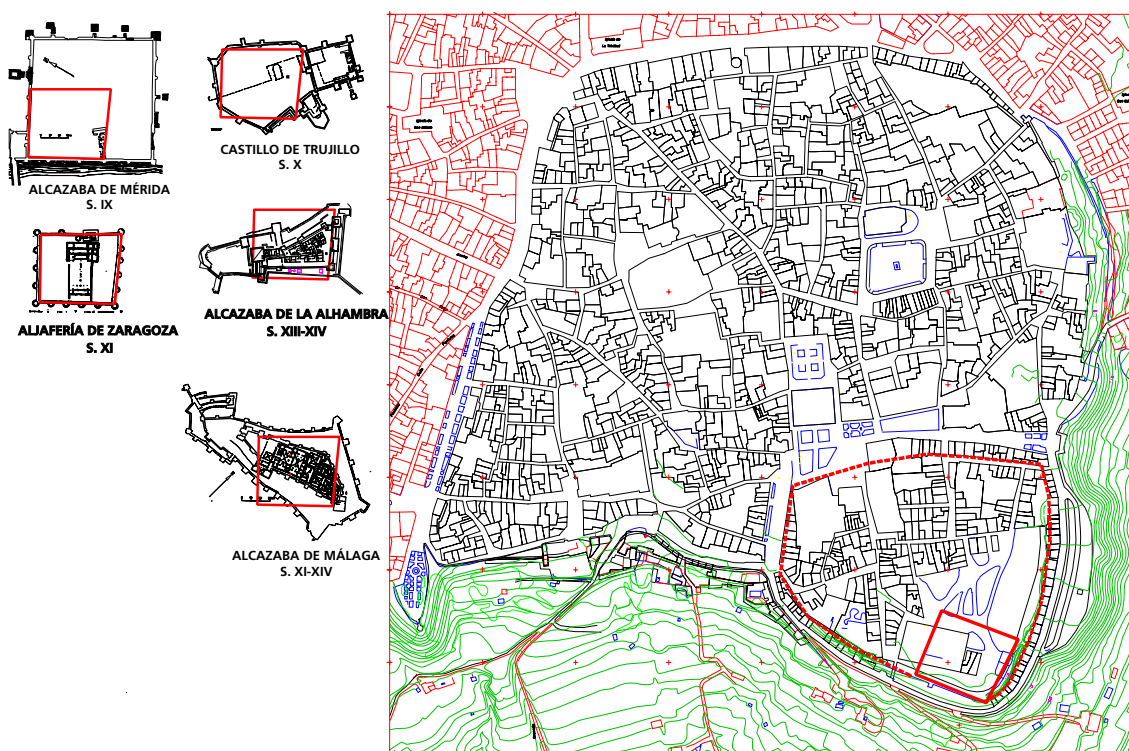 ALCAZABA DE MÉRIDA
S. IX
CASTILLO DE TRUJILLO
S. X
ALJAFERÍA DE ZARAGOZA
S. XI
ALCAZABA DE LA ALHAMBRA
S. XIII-XIV
ALCAZABA DE MÁLAGA
S. XI-XIV